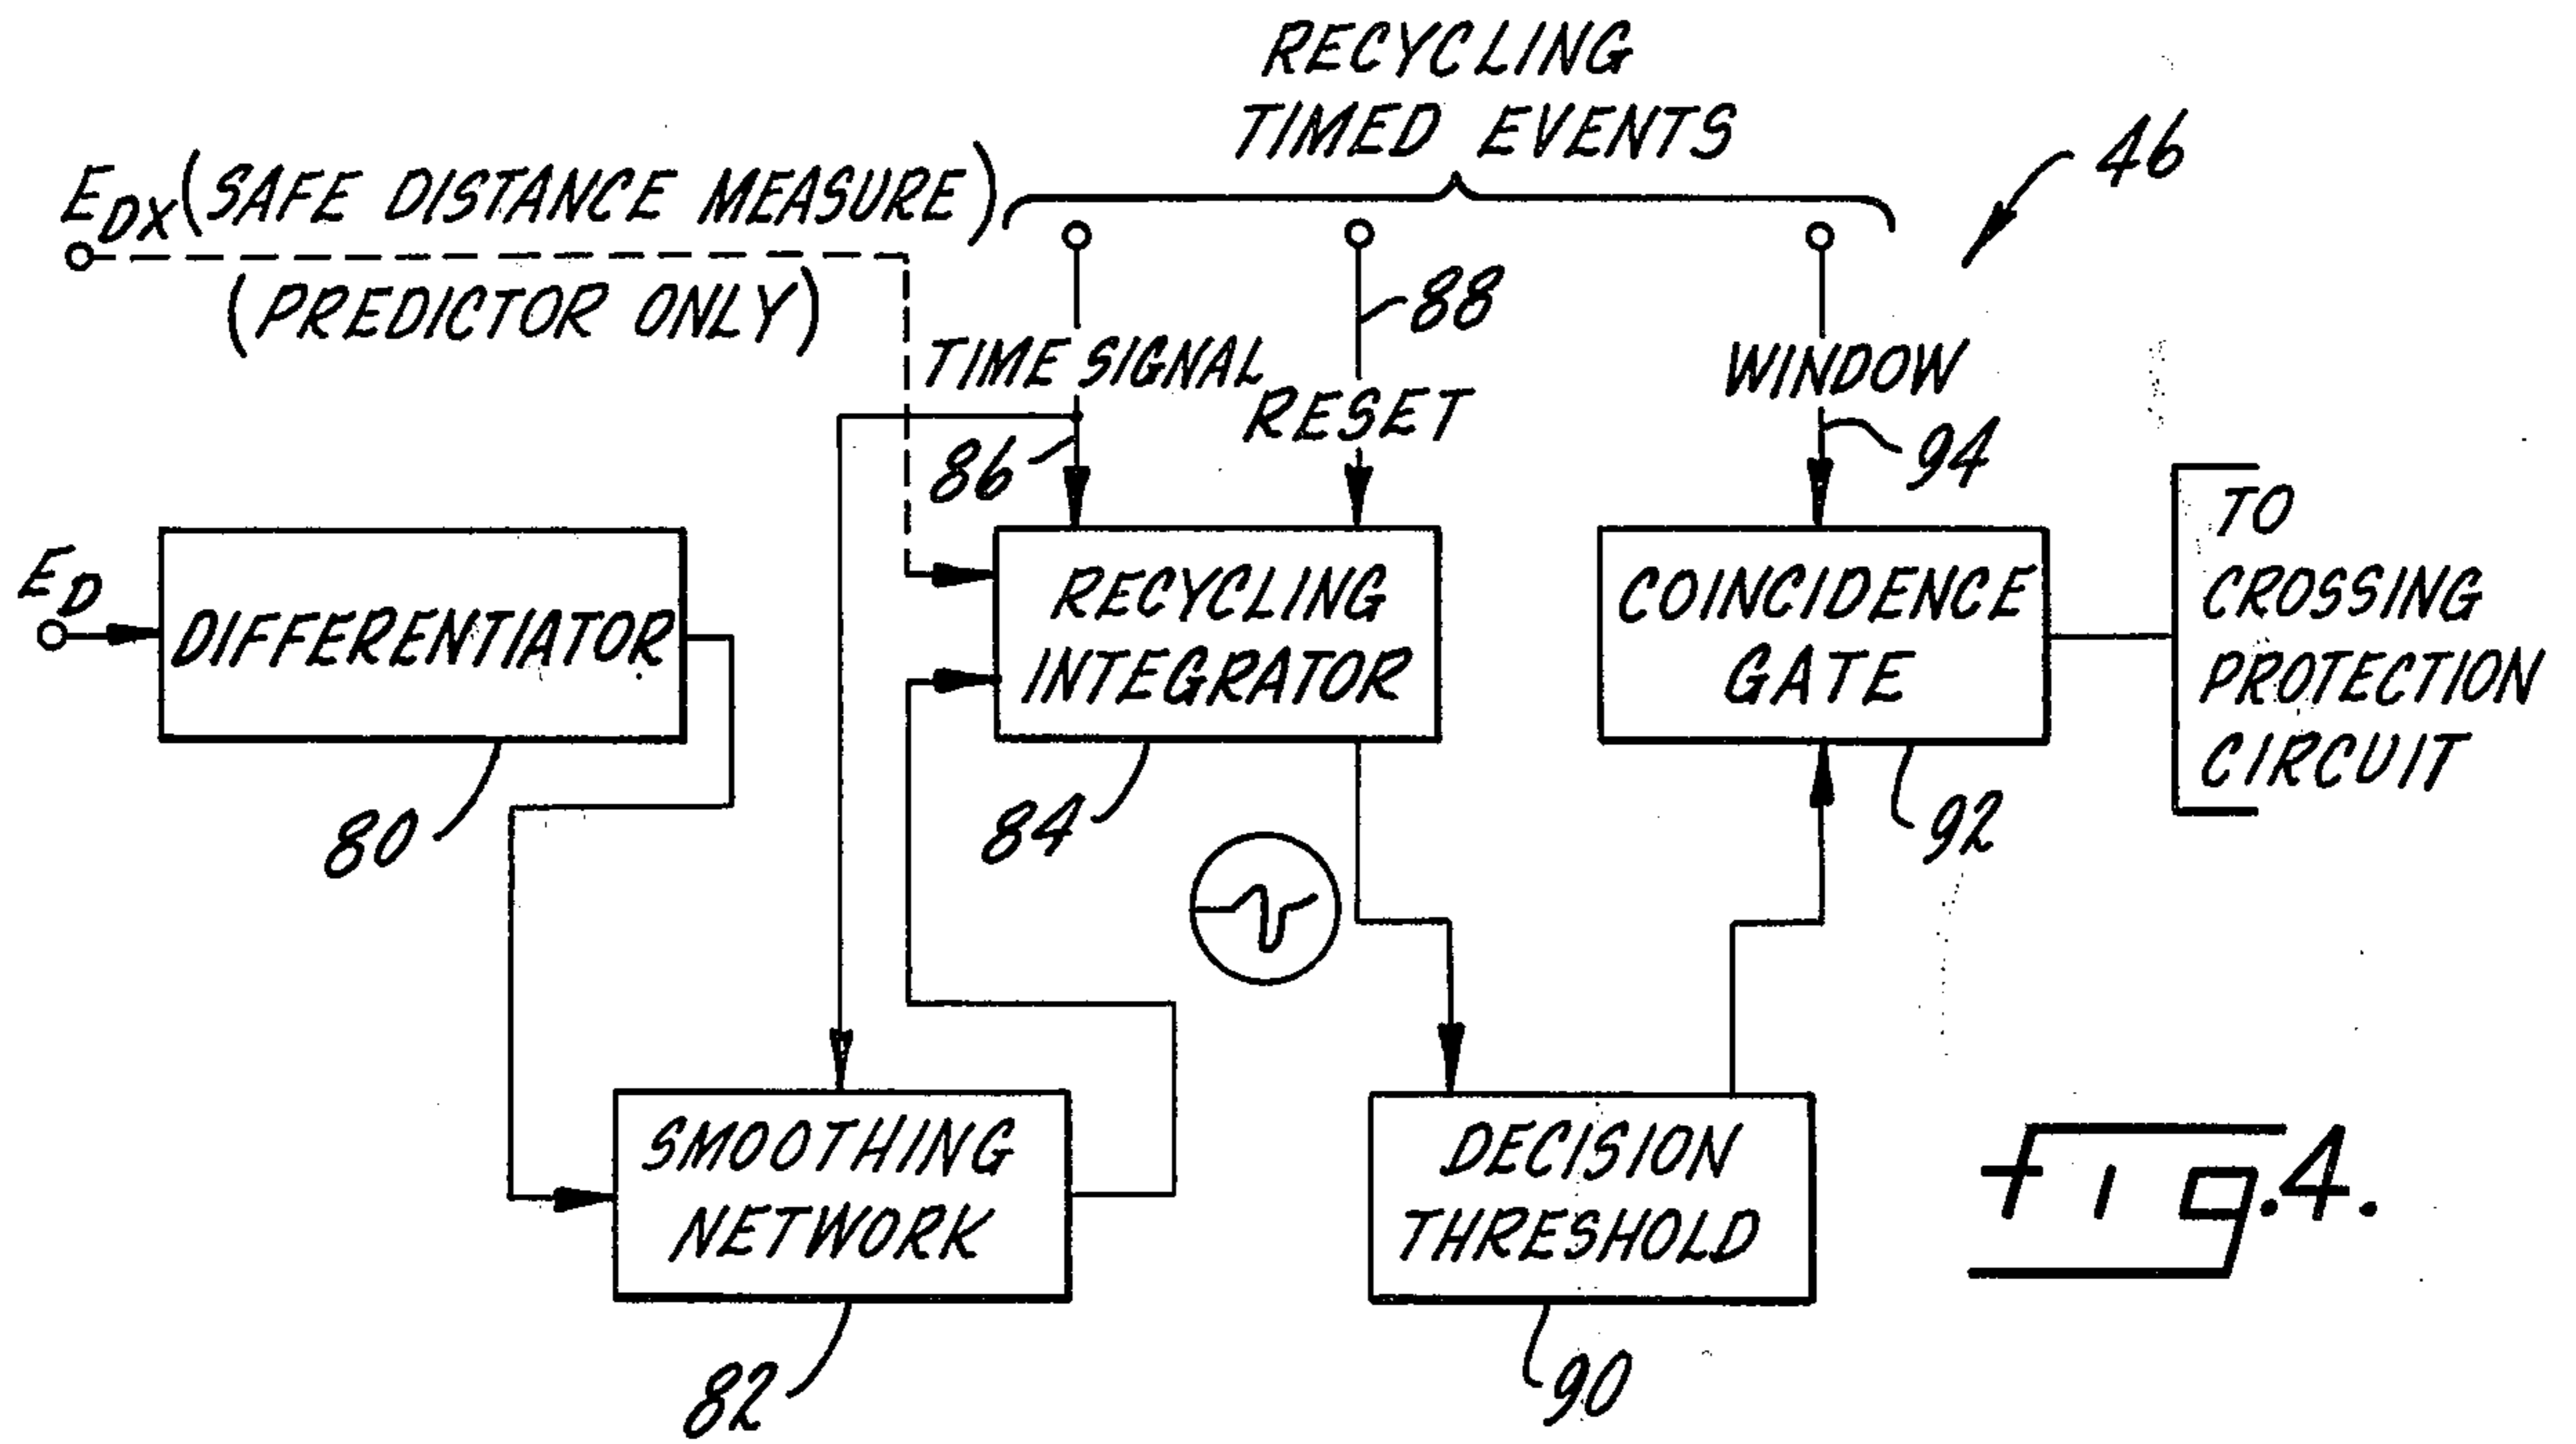 RECYCLING
TIMED EVENTS
46
EDX (SAFE DISTANCE MEASURE)
(PREDICTOR ONLY)
88
TIME SIGNAL
RESET
WINDOW
86
94
ED
DIFFERENTIATOR
RECYCLING
INTEGRATOR
COINCIDENCE
GATE
TO
CROSSING
PROTECTION
CIRCUIT
80
84
92
SMOOTHING
NETWORK
DECISION
THRESHOLD
fig.4.
82
90